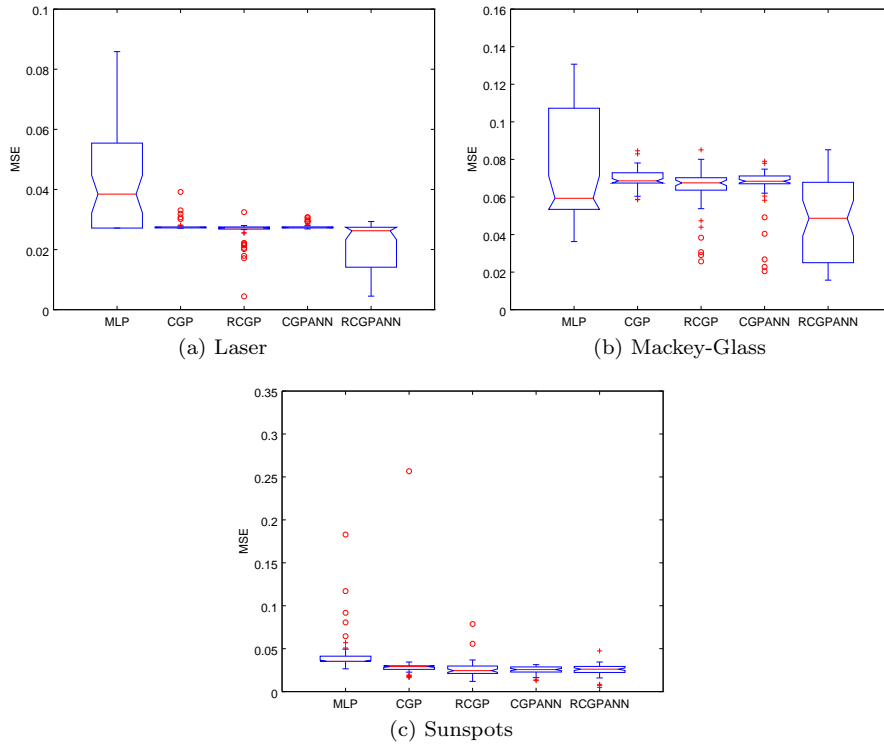 0.1
0.08
0.06
0.04
0.02
0
MSE
MLP CGP RCGP CGPANN RCGPANN
(a) Laser
0.16
0.14
0.12
0.1
0.08
0.06
0.04
0.02
0
MSE
MLP CGP RCGP CGPANN RCGPANN
(b) Mackey-Glass
0.35
0.3
0.25
0.2
0.15
0.1
0.05
0
MSE
MLP CGP RCGP CGPANN RCGPANN
(c) Sunspots